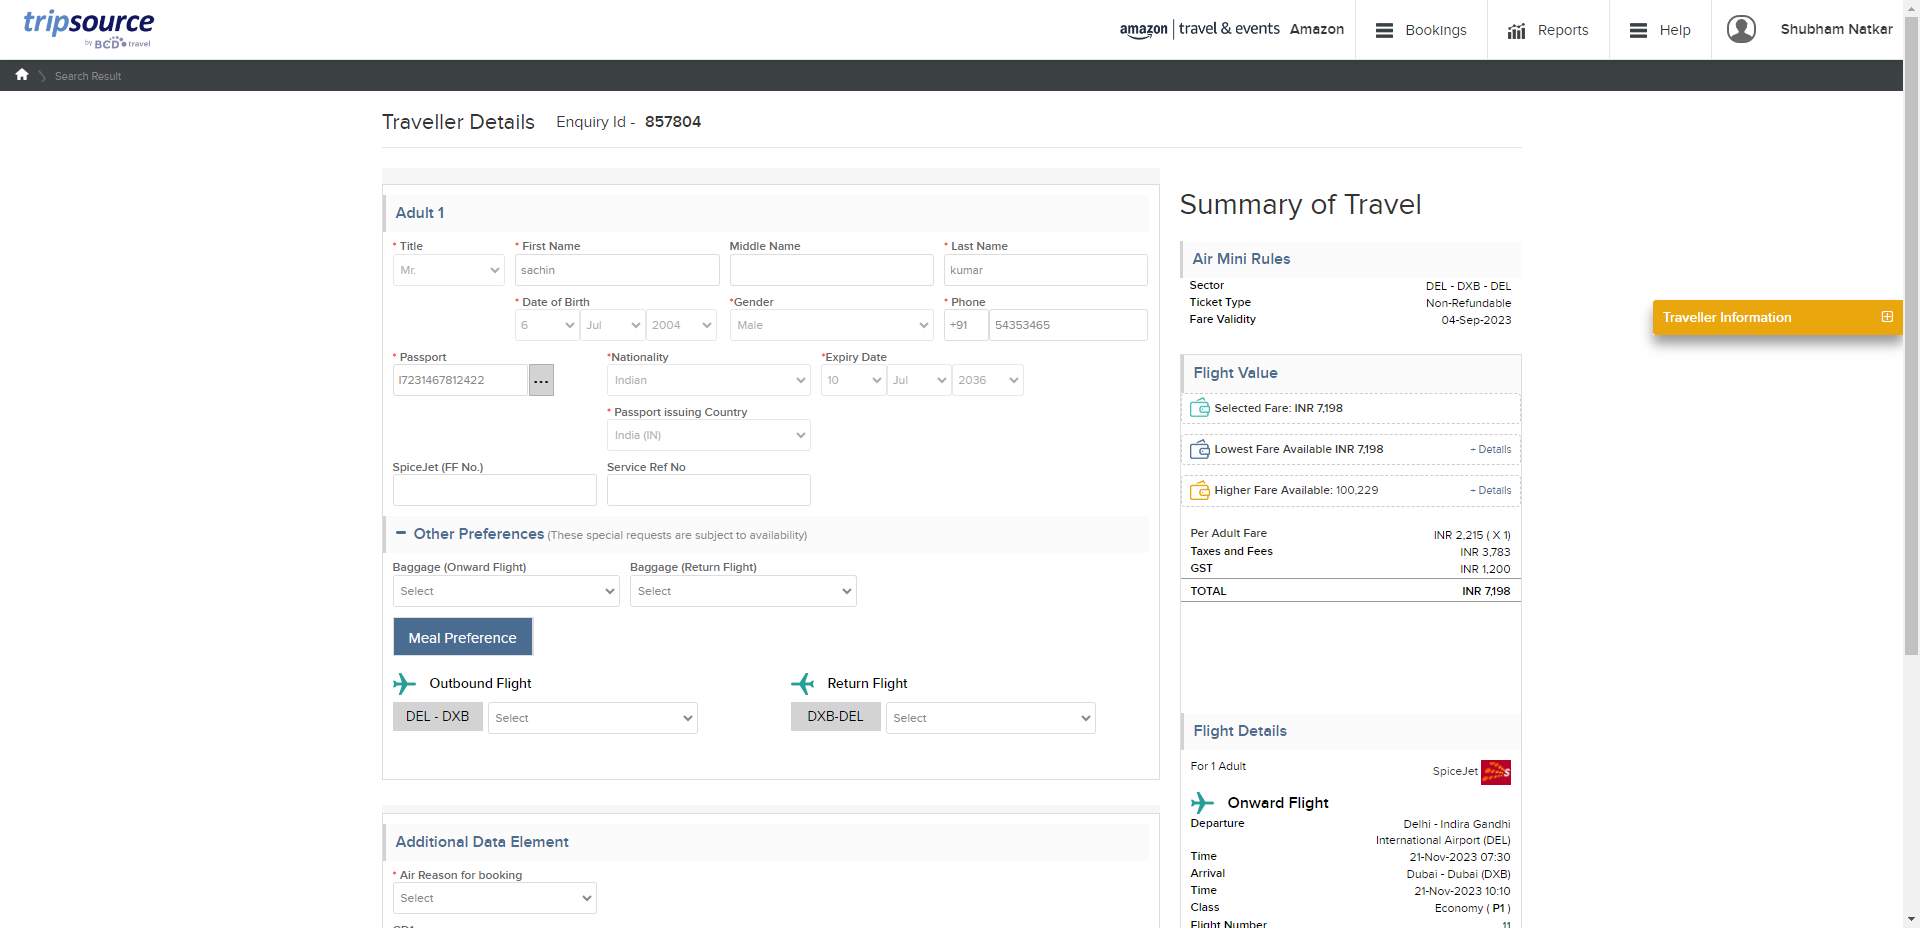 tripsource
by BCD travel
amazon | travel & events Amazon
Bookings
Reports
Help
Shubham Natkar
Search Result
Traveller Details Enquiry Id - 857804
Adult 1
* Title
* First Name
Middle Name
* Last Name
Mr.
sachin
kumar
* Date of Birth
*Gender
* Phone
6
Jul
2004
Male
+91
54353465
* Passport
*Nationality
*Expiry Date
I7231467812422
...
Indian
10
Jul
2036
* Passport issuing Country
India (IN)
SpiceJet (FF No.)
Service Ref No
− Other Preferences (These special requests are subject to availability)
Baggage (Onward Flight)
Baggage (Return Flight)
Select
Select
Meal Preference
Outbound Flight
Return Flight
DEL - DXB
Select
DXB-DEL
Select
Additional Data Element
* Air Reason for booking
Select
Summary of Travel
Air Mini Rules
Sector DEL - DXB - DEL
Ticket Type Non-Refundable
Fare Validity 04-Sep-2023
Flight Value
Selected Fare: INR 7,198
Lowest Fare Available INR 7,198 + Details
Higher Fare Available: 100,229 + Details
Per Adult Fare INR 2,215 ( X 1)
Taxes and Fees INR 3,783
GST INR 1,200
TOTAL INR 7,198
Flight Details
For 1 Adult SpiceJet
Onward Flight
Departure Delhi - Indira Gandhi
International Airport (DEL)
Time 21-Nov-2023 07:30
Arrival Dubai - Dubai (DXB)
Time 21-Nov-2023 10:10
Class Economy ( P1 )
Flight Number 11
Traveller Information